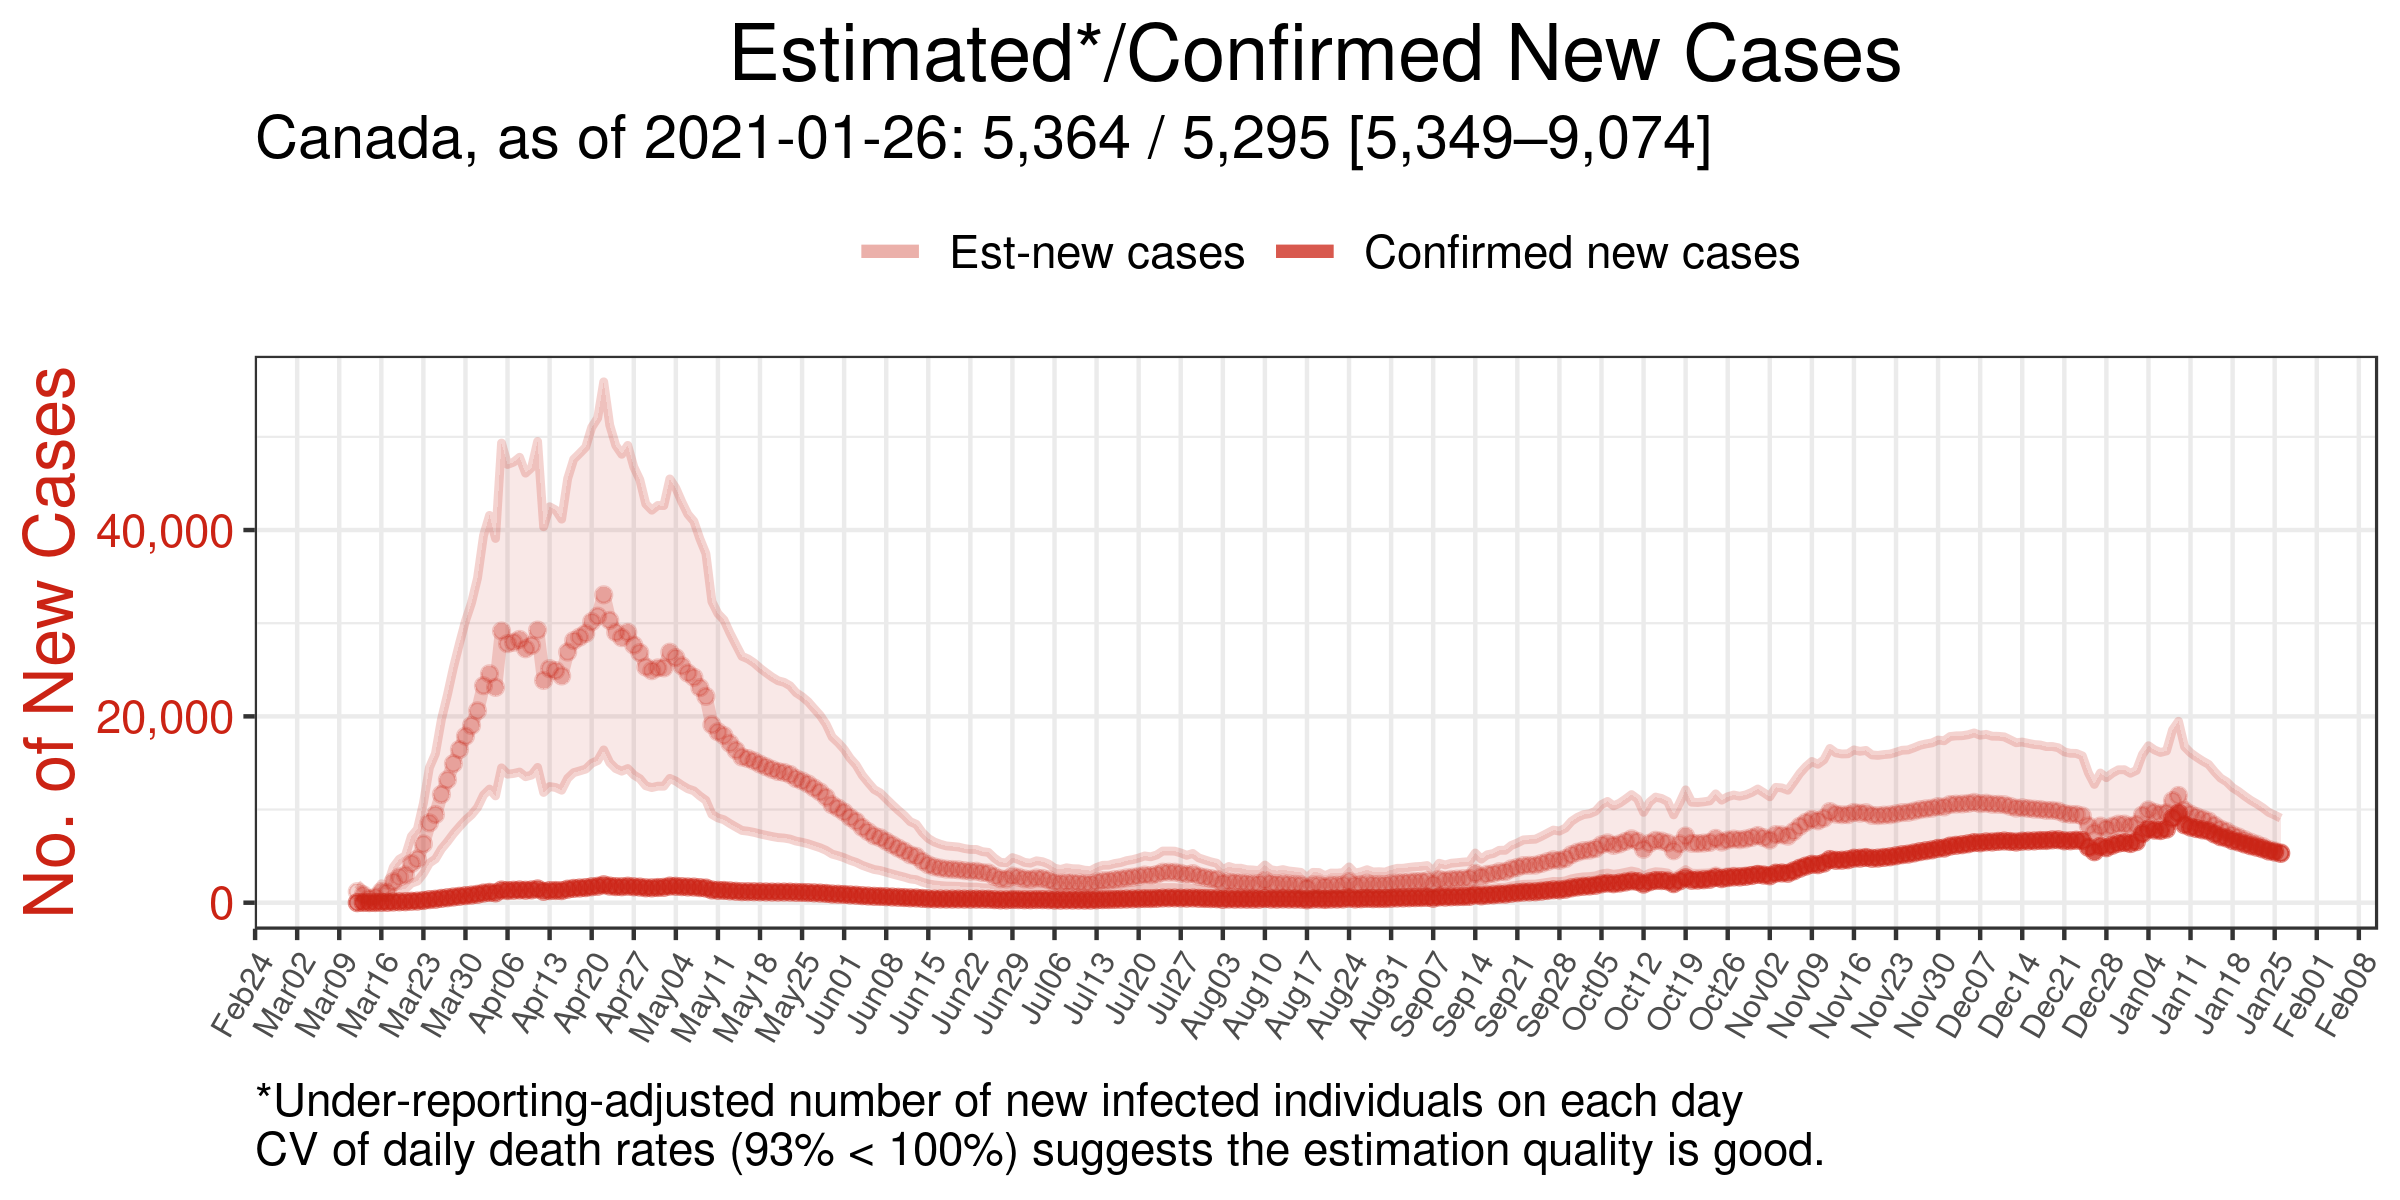 Estimated*/Confirmed New Cases
Canada, as of 2021-01-26: 5,364 / 5,295 [5,349–9,074]
Est-new cases Confirmed new cases
No. of New Cases
40,000
20,000
0
Feb24 Mar02 Mar09 Mar16 Mar23 Mar30 Apr06 Apr13 Apr20 Apr27 May04 May11 May18 May25 Jun01 Jun08 Jun15 Jun22 Jun29 Jul06 Jul13 Jul20 Jul27 Aug03 Aug10 Aug17 Aug24 Aug31 Sep07 Sep14 Sep21 Sep28 Oct05 Oct12 Oct19 Oct26 Nov02 Nov09 Nov16 Nov23 Nov30 Dec07 Dec14 Dec21 Dec28 Jan04 Jan11 Jan18 Jan25 Feb01 Feb08
*Under-reporting-adjusted number of new infected individuals on each day
CV of daily death rates (93% < 100%) suggests the estimation quality is good.